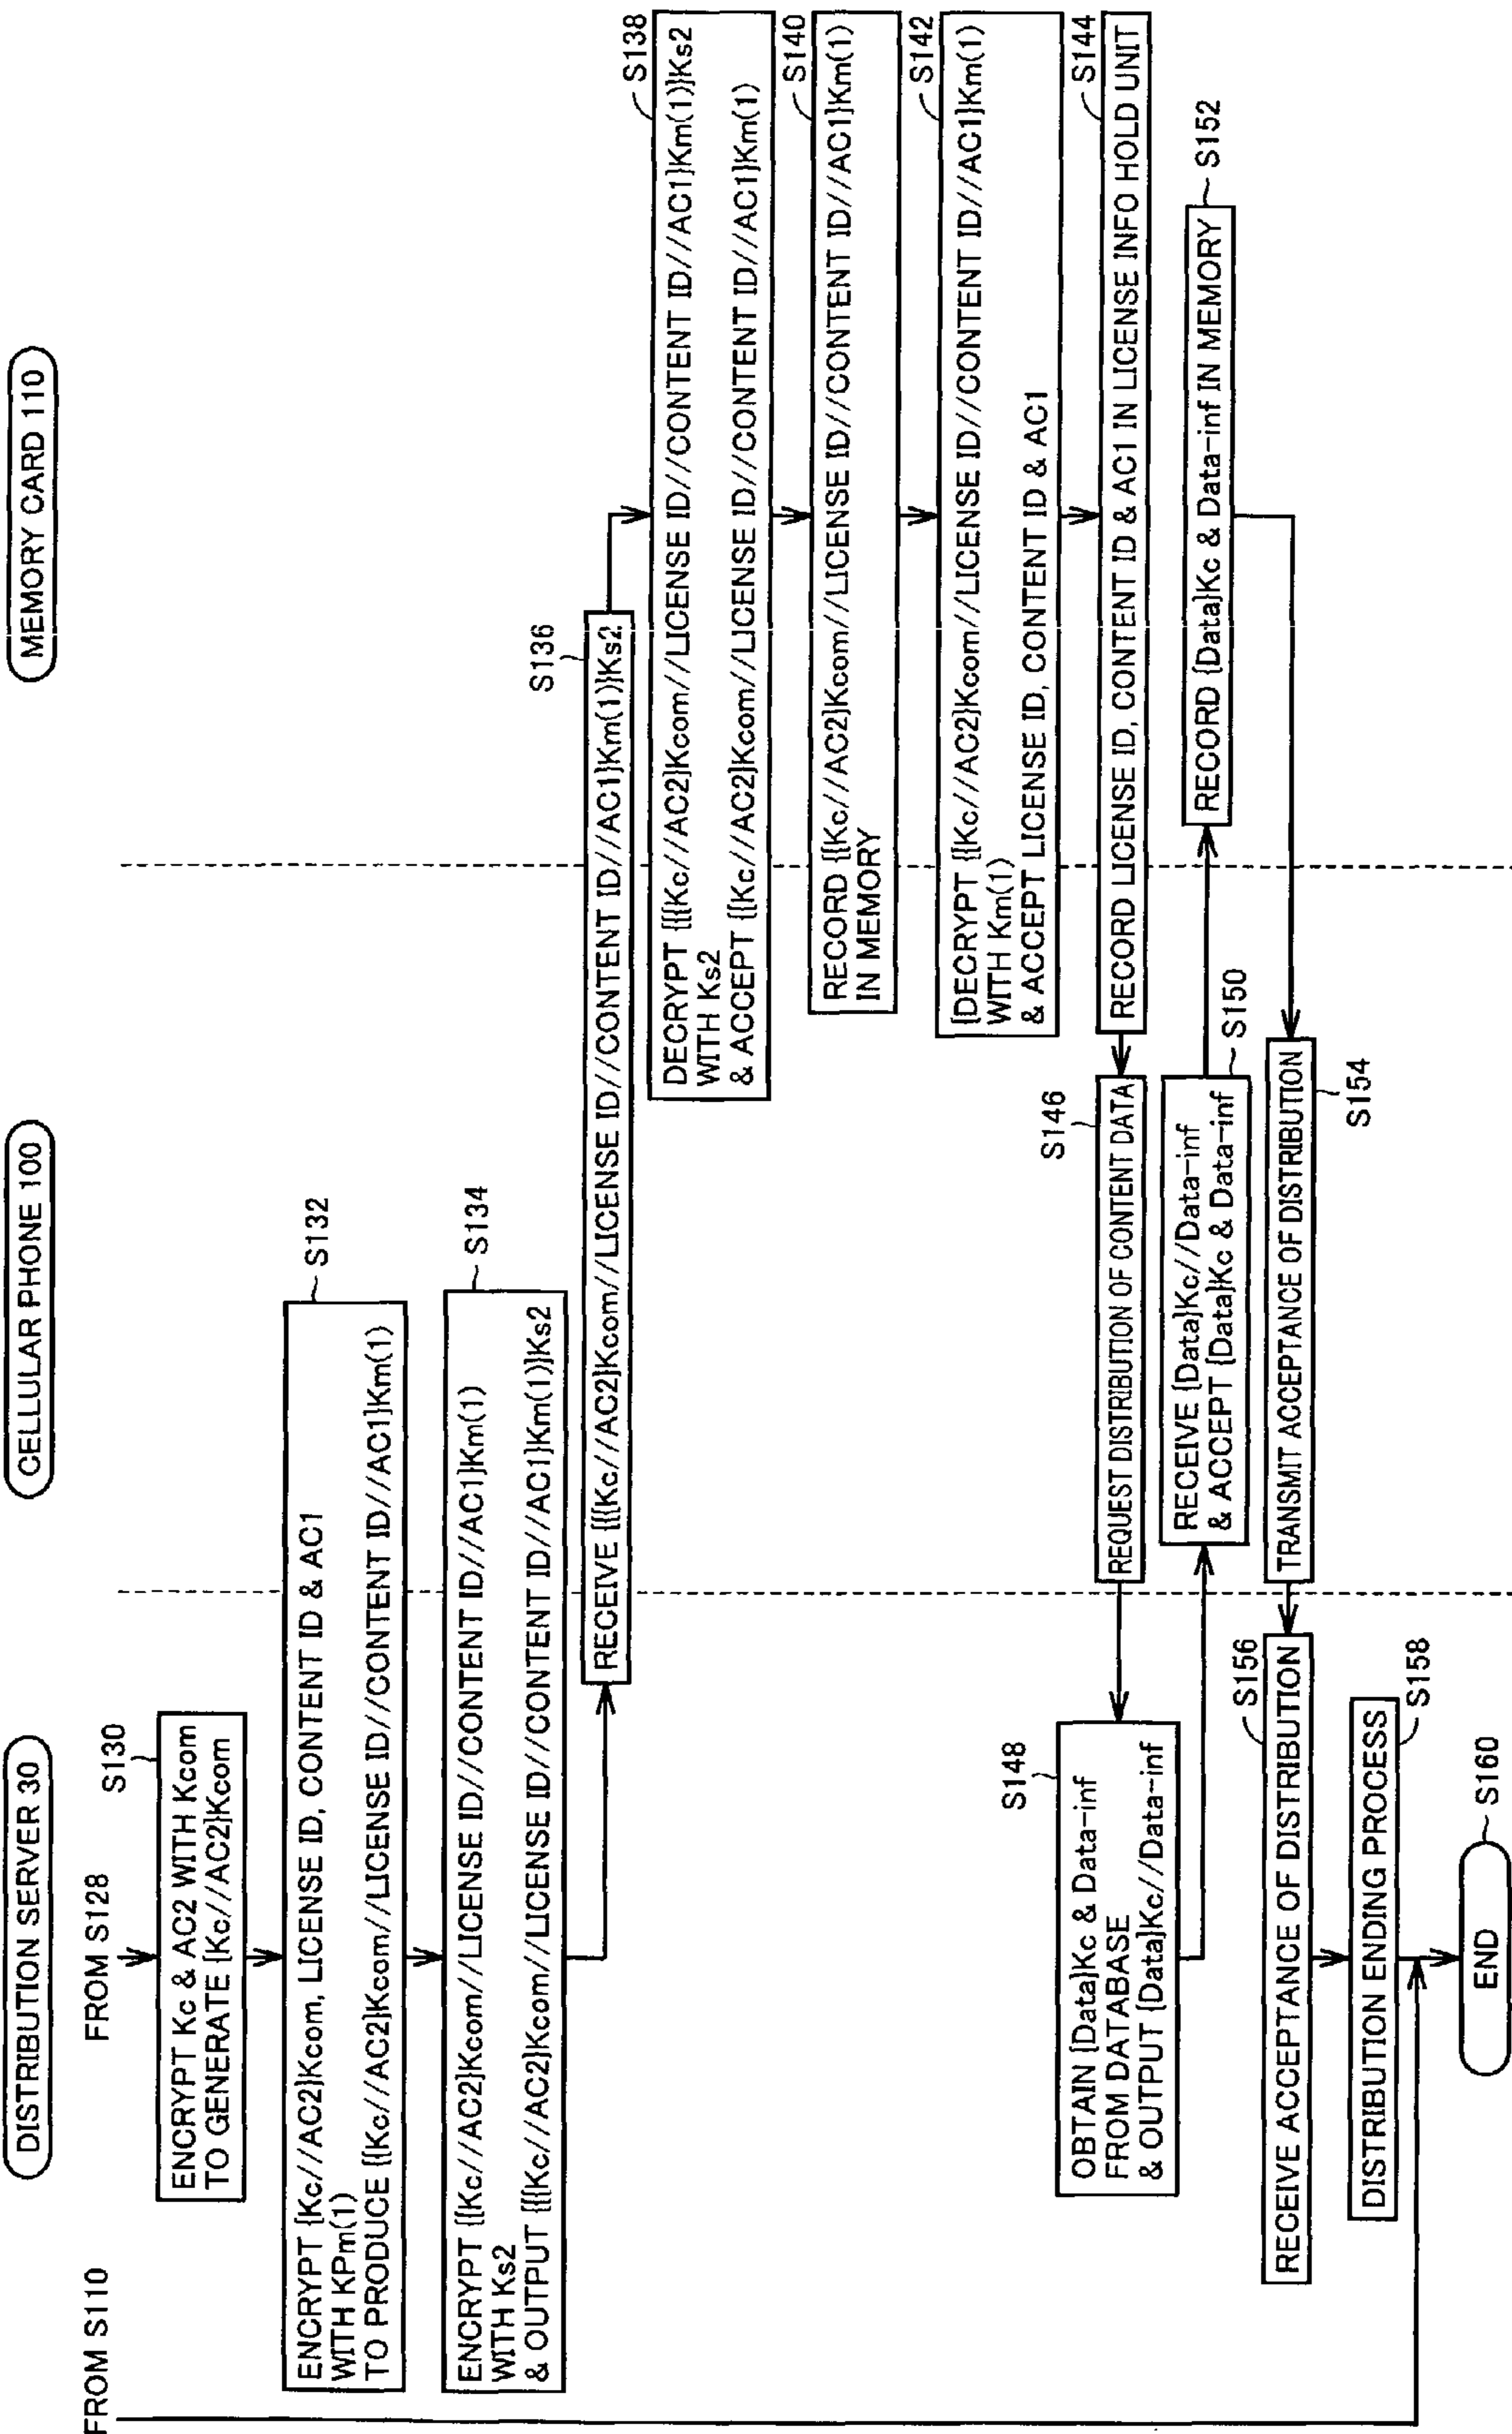 DISTRIBUTION SERVER 30
CELLULAR PHONE 100
MEMORY CARD 110
FROM S110
FROM S128
S130
ENCRYPT Kc & AC2 WITH Kcom
TO GENERATE {Kc//AC2}Kcom
S132
ENCRYPT {Kc//AC2}Kcom, LICENSE ID, CONTENT ID & AC1
WITH KPm(1)
TO PRODUCE {{Kc//AC2}Kcom//LICENSE ID//CONTENT ID//AC1}Km(1)
S134
ENCRYPT {{Kc//AC2}Kcom//LICENSE ID//CONTENT ID//AC1}Km(1)
WITH Ks2
& OUTPUT {{{Kc//AC2}Kcom//LICENSE ID//CONTENT ID//AC1}Km(1)}Ks2
S136
RECEIVE {{{Kc//AC2}Kcom//LICENSE ID//CONTENT ID//AC1}Km(1)}Ks2
S138
DECRYPT {{{Kc//AC2}Kcom//LICENSE ID//CONTENT ID//AC1}Km(1)}Ks2
WITH Ks2
& ACCEPT {{Kc//AC2}Kcom//LICENSE ID//CONTENT ID//AC1}Km(1)
S140
RECORD {{Kc//AC2}Kcom//LICENSE ID//CONTENT ID//AC1}Km(1)
IN MEMORY
S142
{DECRYPT {{Kc//AC2}Kcom//LICENSE ID//CONTENT ID//AC1}Km(1)
WITH Km(1)
& ACCEPT LICENSE ID, CONTENT ID & AC1
S144
RECORD LICENSE ID, CONTENT ID & AC1 IN LICENSE INFO HOLD UNIT
S146
REQUEST DISTRIBUTION OF CONTENT DATA
S148
OBTAIN {Data}Kc & Data-inf
FROM DATABASE
& OUTPUT {Data}Kc//Data-inf
S150
RECEIVE {Data}Kc//Data-inf
& ACCEPT {Data}Kc & Data-inf
S152
RECORD {Data}Kc & Data-inf IN MEMORY
S154
TRANSMIT ACCEPTANCE OF DISTRIBUTION
S156
RECEIVE ACCEPTANCE OF DISTRIBUTION
S158
DISTRIBUTION ENDING PROCESS
S160
END